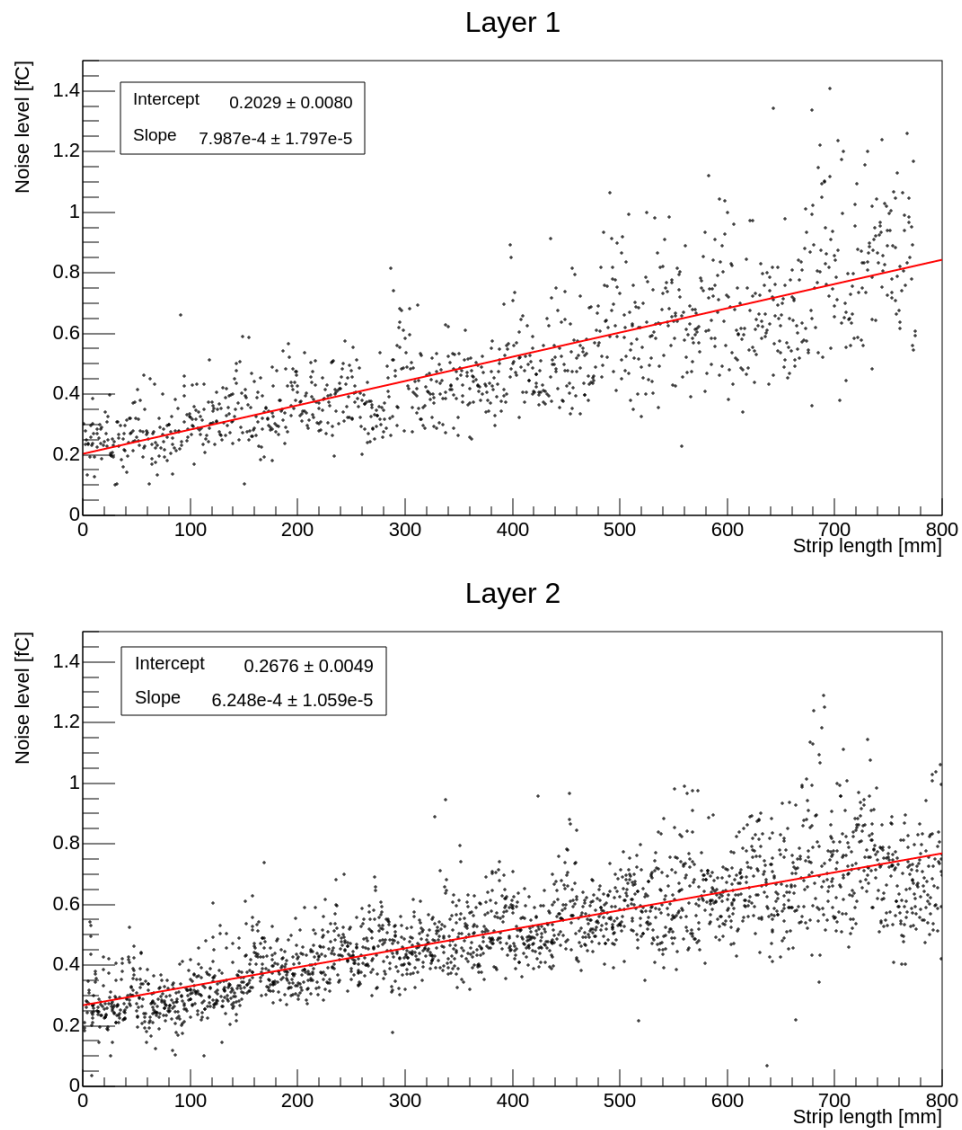 Layer 1
Noise level [fC]
Intercept 0.2029 ± 0.0080
Slope 7.987e-4 ± 1.797e-5
1.4
1.2
1
0.8
0.6
0.4
0.2
0
0 100 200 300 400 500 600 700 800
Strip length [mm]
Layer 2
Noise level [fC]
Intercept 0.2676 ± 0.0049
Slope 6.248e-4 ± 1.059e-5
1.4
1.2
1
0.8
0.6
0.4
0.2
0
0 100 200 300 400 500 600 700 800
Strip length [mm]